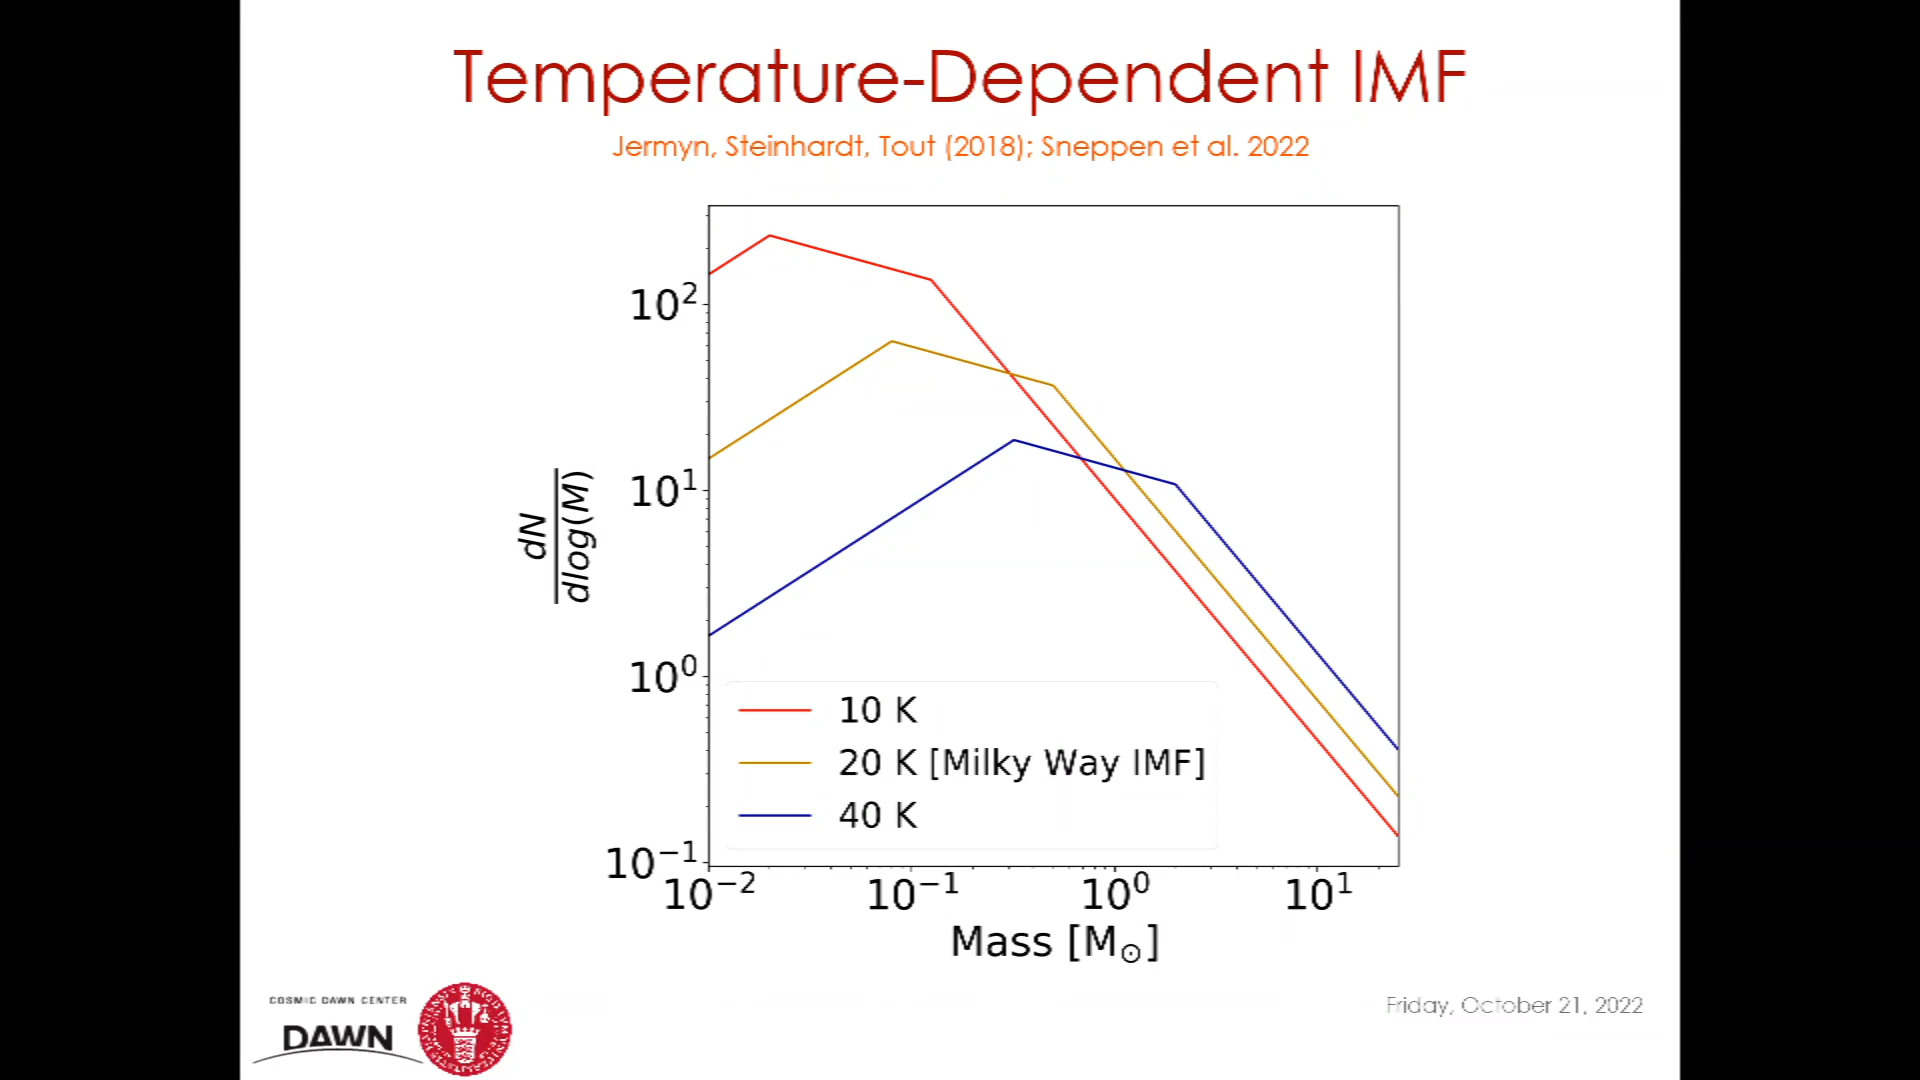 Temperature-Dependent IMF
Jermyn, Steinhardt, Tout (2018); Sneppen et al. 2022
10²
10¹
10⁰
10⁻¹
dN
dlog(M)
10 K
20 K [Milky Way IMF]
40 K
10⁻² 10⁻¹ 10⁰ 10¹
Mass [M☉]
COSMIC DAWN CENTER
DAWN
Friday, October 21, 2022